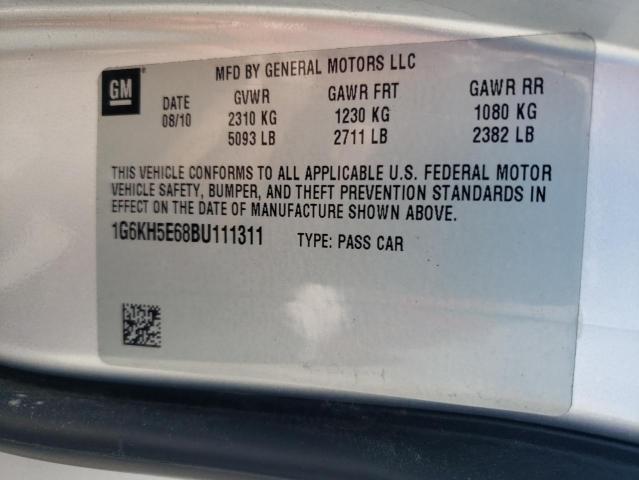 GM
MFD BY GENERAL MOTORS LLC
DATE GVWR GAWR FRT GAWR RR
08/10 2310 KG 1230 KG 1080 KG
5093 LB 2711 LB 2382 LB
THIS VEHICLE CONFORMS TO ALL APPLICABLE U.S. FEDERAL MOTOR
VEHICLE SAFETY, BUMPER, AND THEFT PREVENTION STANDARDS IN
EFFECT ON THE DATE OF MANUFACTURE SHOWN ABOVE.
1G6KH5E68BU111311 TYPE: PASS CAR